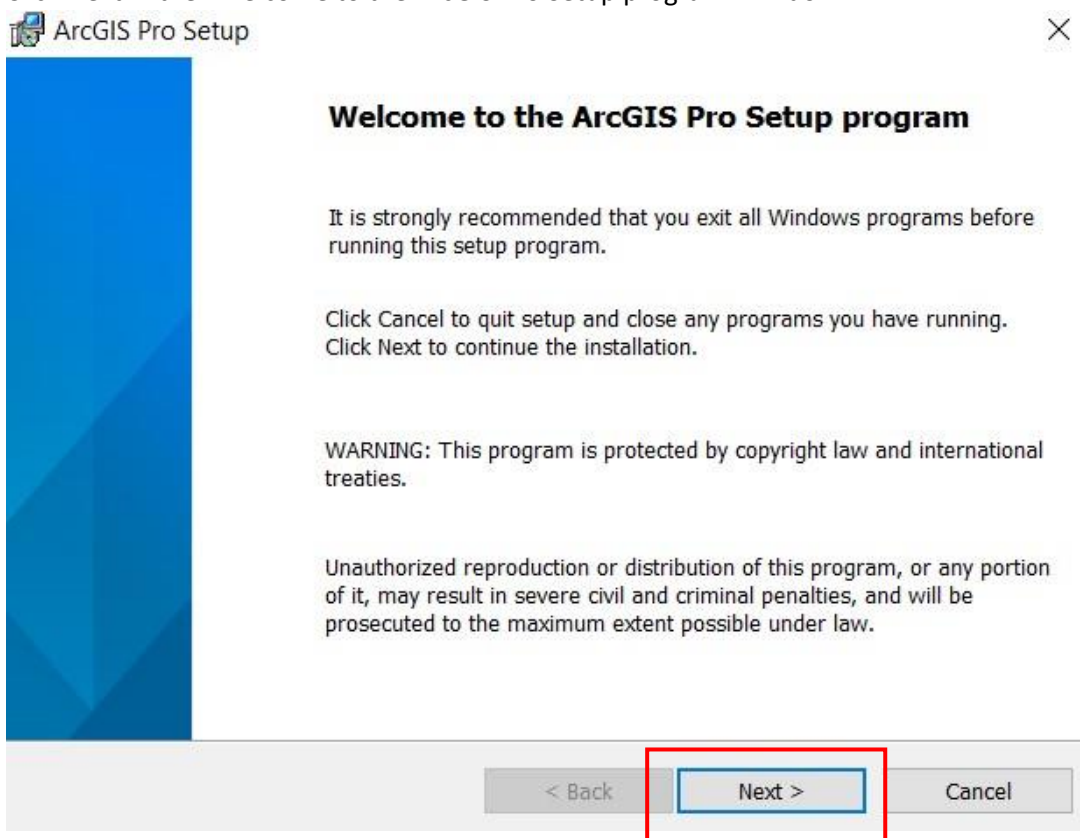 ArcGIS Pro Setup
Welcome to the ArcGIS Pro Setup program
It is strongly recommended that you exit all Windows programs before
running this setup program.
Click Cancel to quit setup and close any programs you have running.
Click Next to continue the installation.
WARNING: This program is protected by copyright law and international
treaties.
Unauthorized reproduction or distribution of this program, or any portion
of it, may result in severe civil and criminal penalties, and will be
prosecuted to the maximum extent possible under law.
< Back Next > Cancel